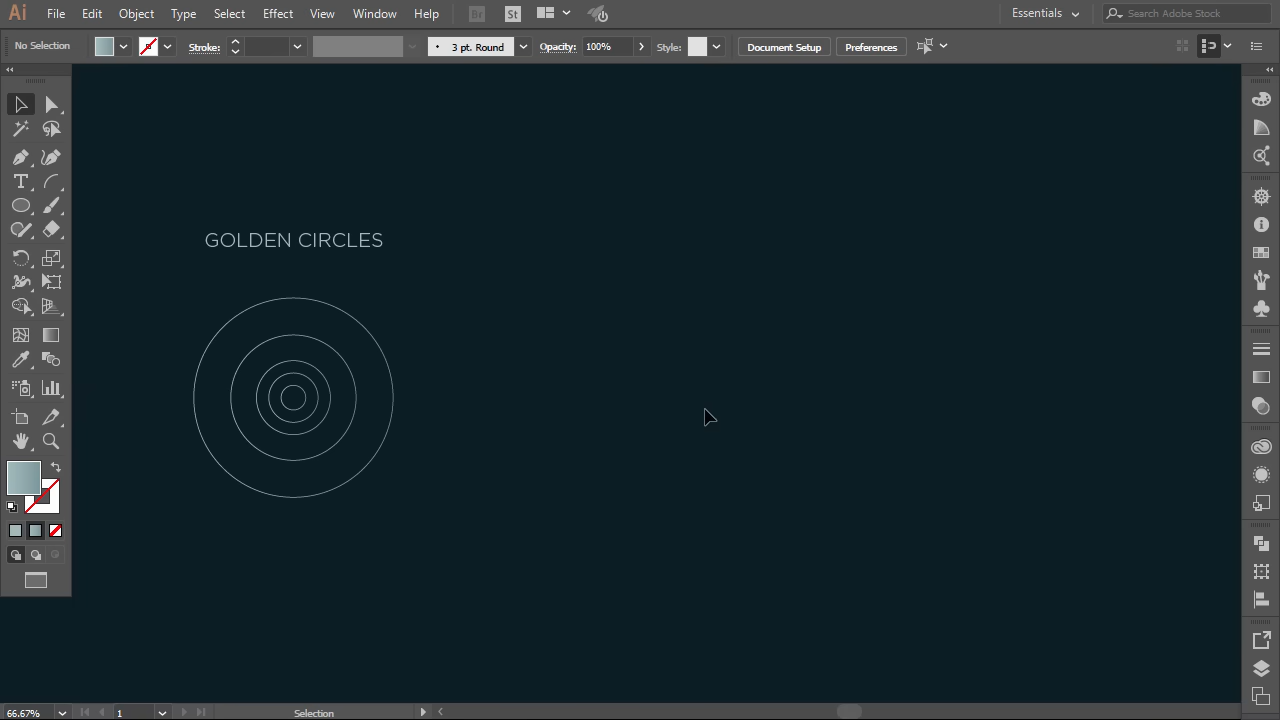 Ai File Edit Object Type Select Effect View Window Help Br St Essentials Search Adobe Stock
No Selection Stroke: 3 pt. Round Opacity: 100% Style: Document Setup Preferences
GOLDEN CIRCLES
66.67% 1 Selection